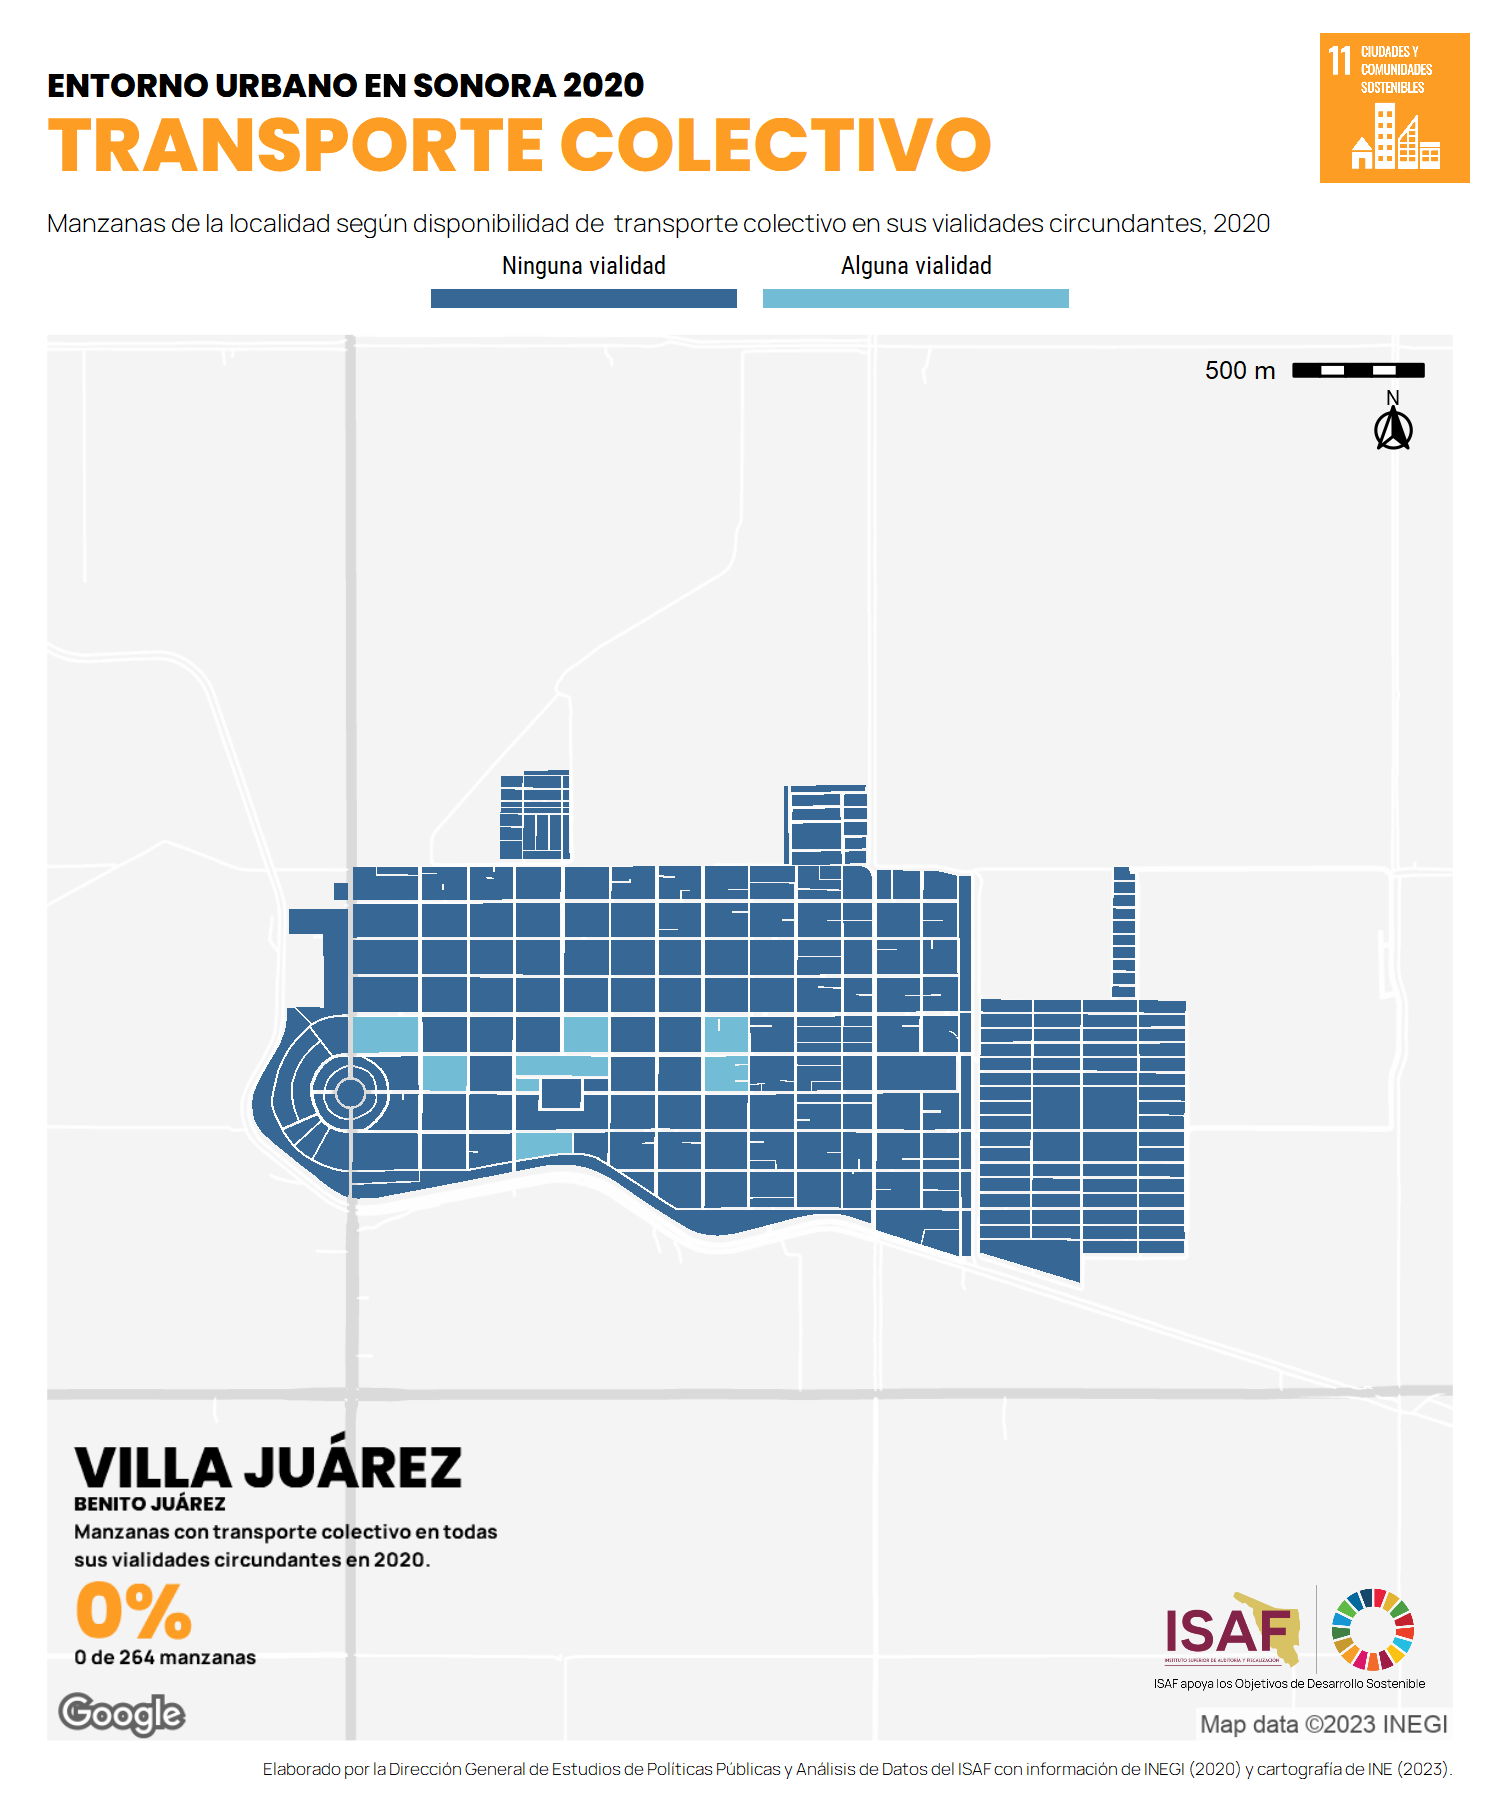 ENTORNO URBANO EN SONORA 2020
TRANSPORTE COLECTIVO
11 CIUDADES Y
COMUNIDADES
SOSTENIBLES
Manzanas de la localidad según disponibilidad de transporte colectivo en sus vialidades circundantes, 2020
Ninguna vialidad
Alguna vialidad
500 m
N
VILLA JUÁREZ
BENITO JUÁREZ
Manzanas con transporte colectivo en todas
sus vialidades circundantes en 2020.
0%
0 de 264 manzanas
ISAF
INSTITUTO SUPERIOR DE AUDITORÍA Y FISCALIZACIÓN
ISAF apoya los Objetivos de Desarrollo Sostenible
Google
Map data ©2023 INEGI
Elaborado por la Dirección General de Estudios de Políticas Públicas y Análisis de Datos del ISAF con información de INEGI (2020) y cartografía de INE (2023).